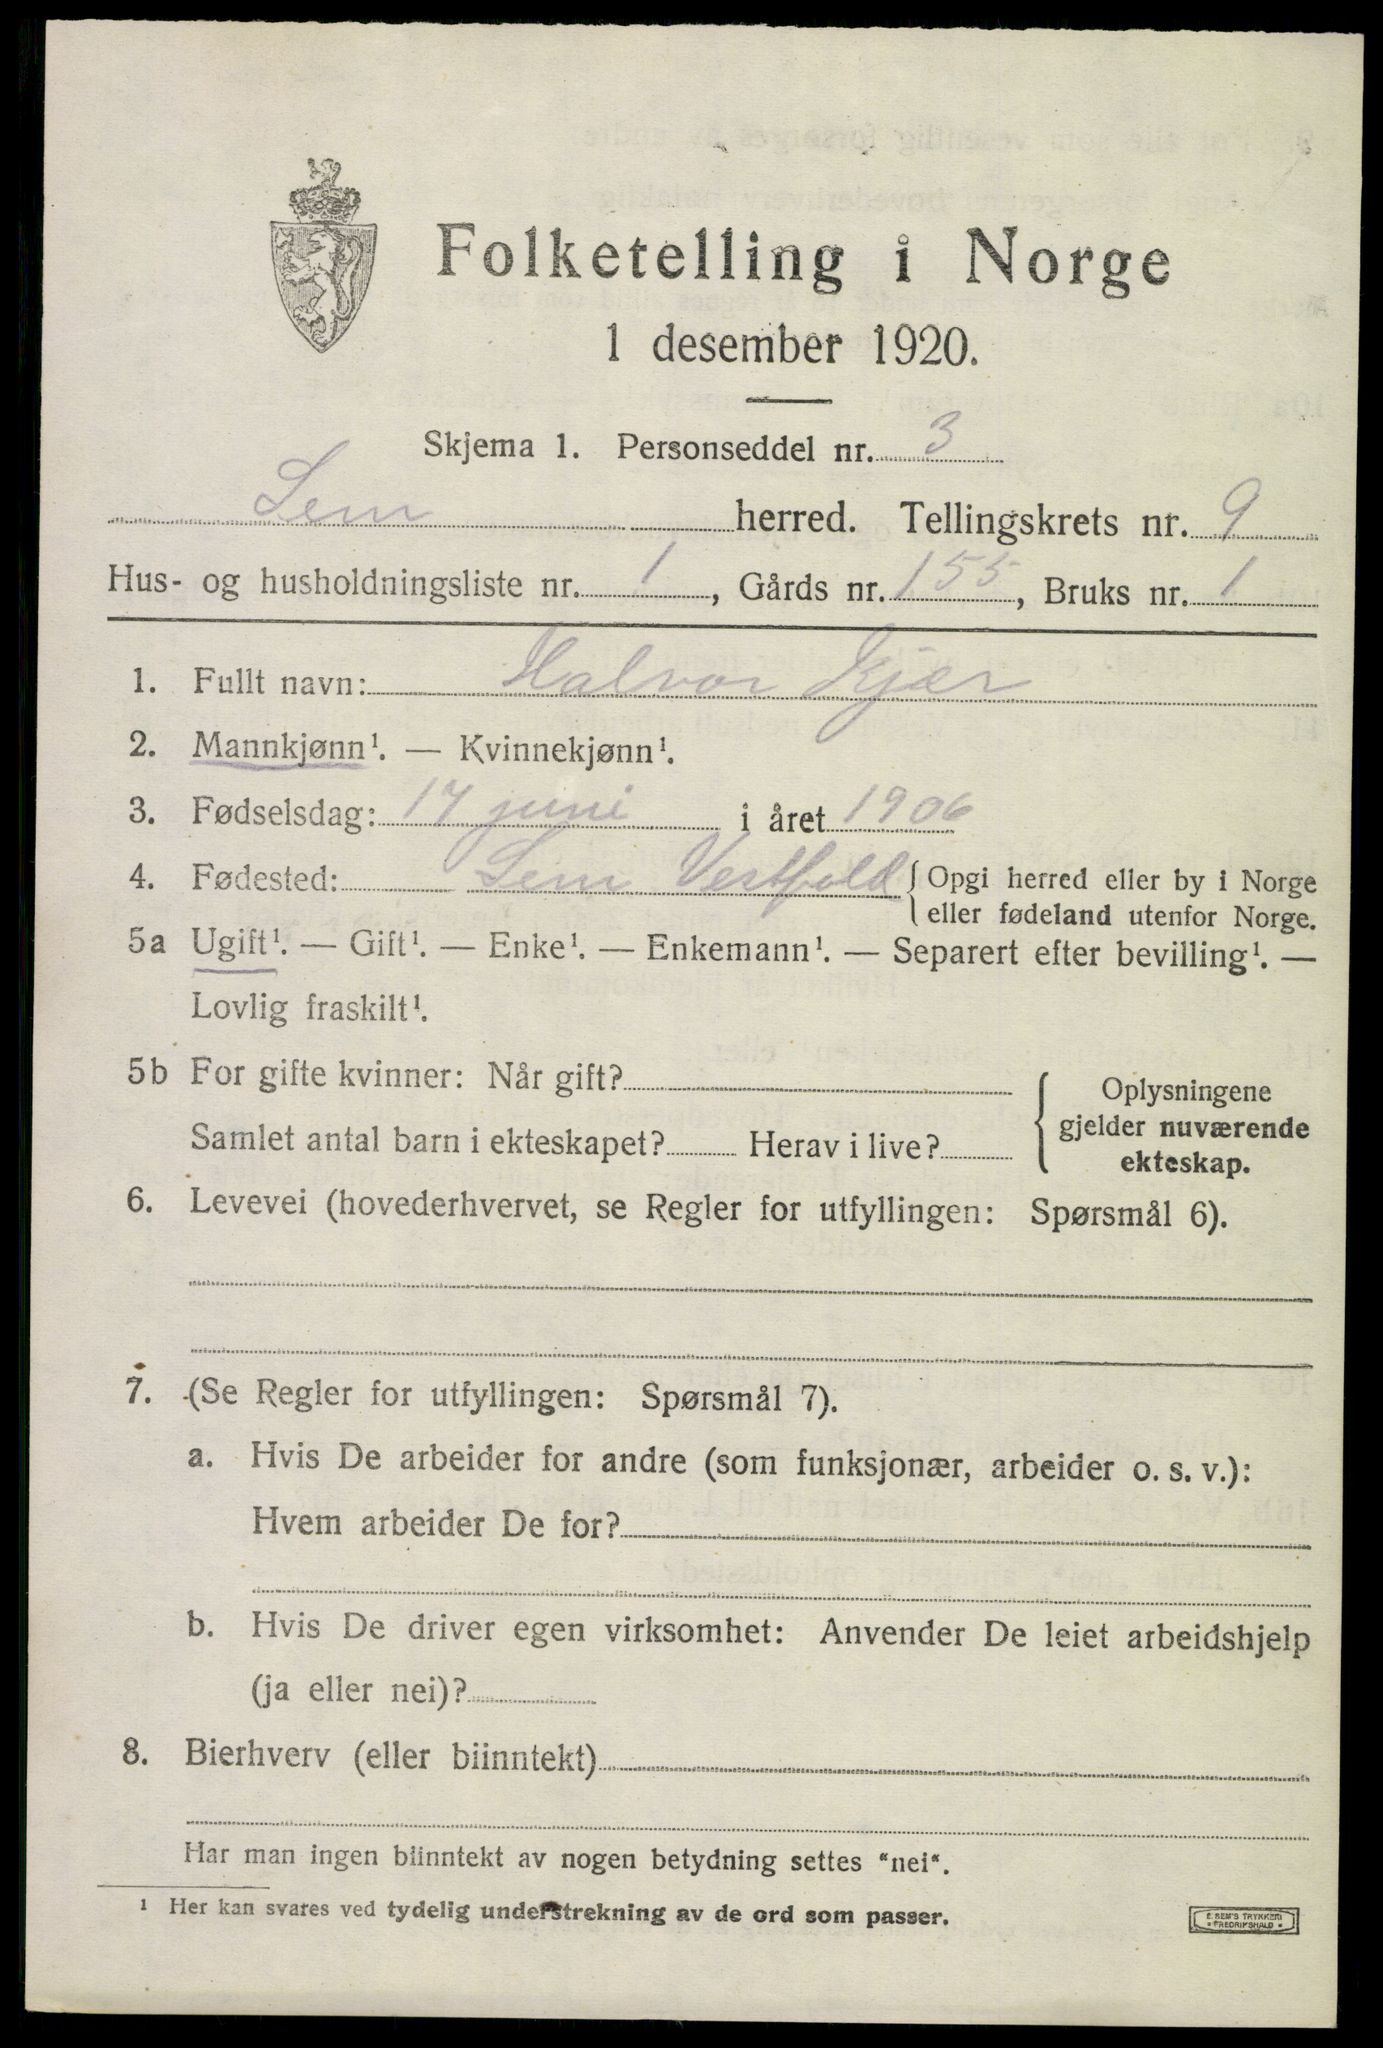 Folketelling i Norge
1 desember 1920.
Skjema 1. Personseddel nr. 3
Sem herred. Tellingskrets nr. 9
Hus- og husholdningsliste nr. 1, Gårds nr. 155, Bruks nr. 1
1. Fullt navn: Halvor Kjær
2. Mannkjønn¹. — Kvinnekjønn¹.
3. Fødselsdag: 17 juni i året 1906
4. Fødested: Sem Vestfold { Opgi herred eller by i Norge
eller fødeland utenfor Norge.
5a Ugift¹. — Gift¹. — Enke¹. — Enkemann¹. — Separert efter bevilling¹. —
Lovlig fraskilt¹.
5b For gifte kvinner: Når gift?
Samlet antal barn i ekteskapet? Herav i live?
Oplysningene
gjelder nuværende
ekteskap.
6. Levevei (hovederhvervet, se Regler for utfyllingen: Spørsmål 6).
7. (Se Regler for utfyllingen: Spørsmål 7).
a. Hvis De arbeider for andre (som funksjonær, arbeider o. s. v.):
Hvem arbeider De for?
b. Hvis De driver egen virksomhet: Anvender De leiet arbeidshjelp
(ja eller nei)?
8. Bierhverv (eller biinntekt)
Har man ingen biinntekt av nogen betydning settes "nei".
¹ Her kan svares ved tydelig understrekning av de ord som passer.
E. SEM'S TRYKKERI
FREDRIKSHALD